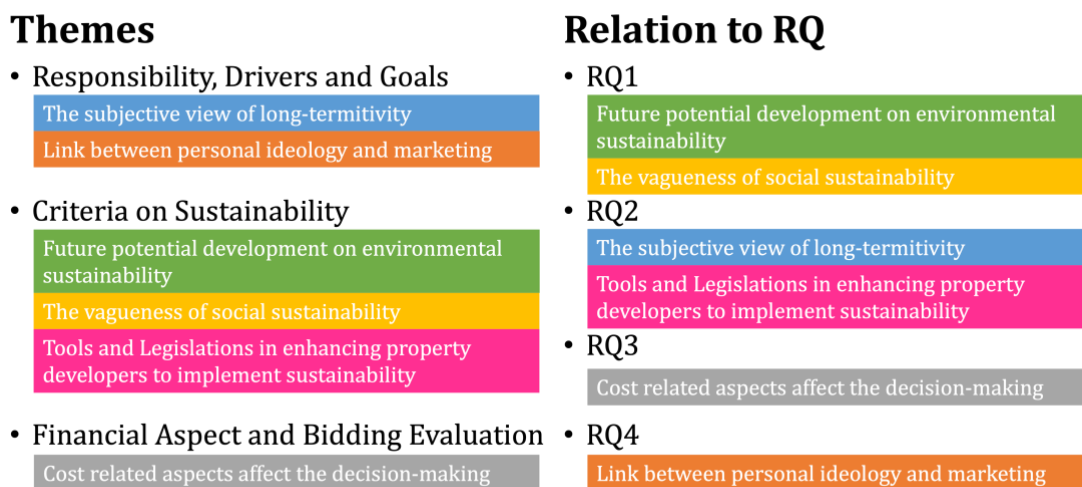 Themes
• Responsibility, Drivers and Goals
The subjective view of long-termitivity
Link between personal ideology and marketing
• Criteria on Sustainability
Future potential development on environmental
sustainability
The vagueness of social sustainability
Tools and Legislations in enhancing property
developers to implement sustainability
• Financial Aspect and Bidding Evaluation
Cost related aspects affect the decision-making
Relation to RQ
• RQ1
Future potential development on environmental
sustainability
The vagueness of social sustainability
• RQ2
The subjective view of long-termitivity
Tools and Legislations in enhancing property
developers to implement sustainability
• RQ3
Cost related aspects affect the decision-making
• RQ4
Link between personal ideology and marketing